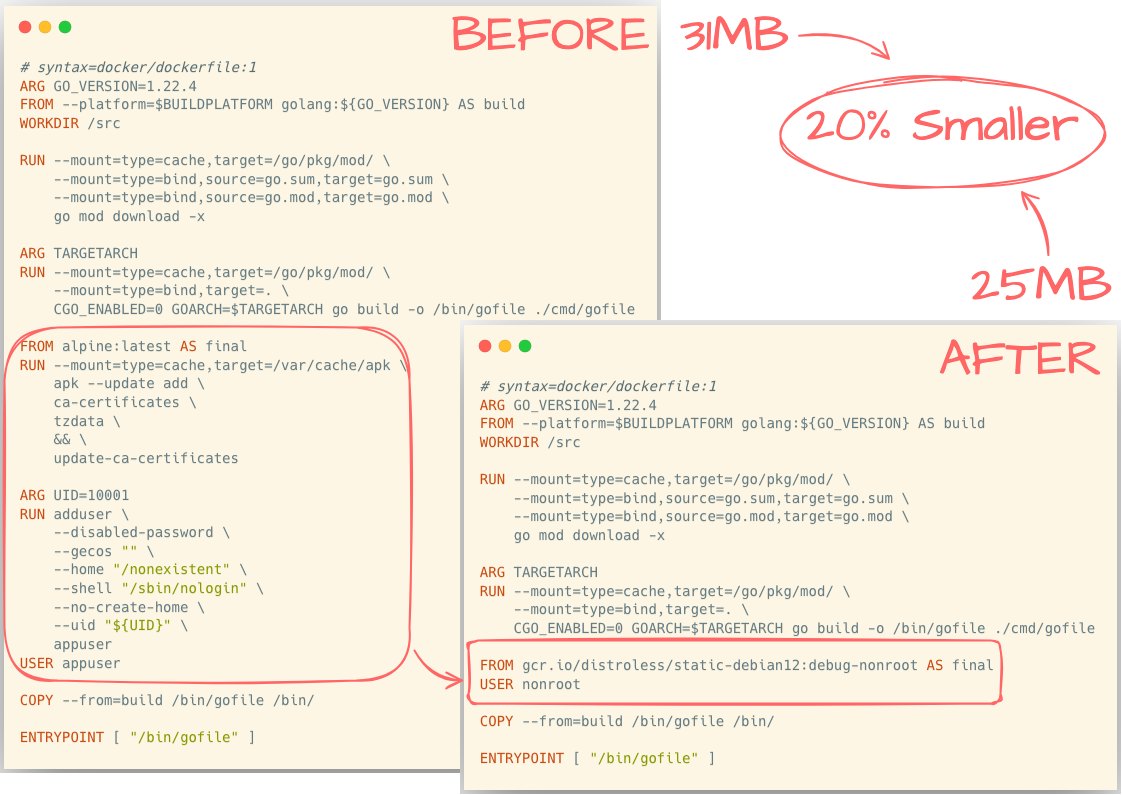 BEFORE
# syntax=docker/dockerfile:1
ARG GO_VERSION=1.22.4
FROM --platform=$BUILDPLATFORM golang:${GO_VERSION} AS build
WORKDIR /src
RUN --mount=type=cache,target=/go/pkg/mod/ \
--mount=type=bind,source=go.sum,target=go.sum \
--mount=type=bind,source=go.mod,target=go.mod \
go mod download -x
ARG TARGETARCH
RUN --mount=type=cache,target=/go/pkg/mod/ \
--mount=type=bind,target=. \
CGO_ENABLED=0 GOARCH=$TARGETARCH go build -o /bin/gofile ./cmd/gofile
FROM alpine:latest AS final
RUN --mount=type=cache,target=/var/cache/apk \
apk --update add \
ca-certificates \
tzdata \
&& \
update-ca-certificates
ARG UID=10001
RUN adduser \
--disabled-password \
--gecos "" \
--home "/nonexistent" \
--shell "/sbin/nologin" \
--no-create-home \
--uid "${UID}" \
appuser
USER appuser
COPY --from=build /bin/gofile /bin/
ENTRYPOINT [ "/bin/gofile" ]
31MB
20% Smaller
25MB
AFTER
# syntax=docker/dockerfile:1
ARG GO_VERSION=1.22.4
FROM --platform=$BUILDPLATFORM golang:${GO_VERSION} AS build
WORKDIR /src
RUN --mount=type=cache,target=/go/pkg/mod/ \
--mount=type=bind,source=go.sum,target=go.sum \
--mount=type=bind,source=go.mod,target=go.mod \
go mod download -x
ARG TARGETARCH
RUN --mount=type=cache,target=/go/pkg/mod/ \
--mount=type=bind,target=. \
CGO_ENABLED=0 GOARCH=$TARGETARCH go build -o /bin/gofile ./cmd/gofile
FROM gcr.io/distroless/static-debian12:debug-nonroot AS final
USER nonroot
COPY --from=build /bin/gofile /bin/
ENTRYPOINT [ "/bin/gofile" ]